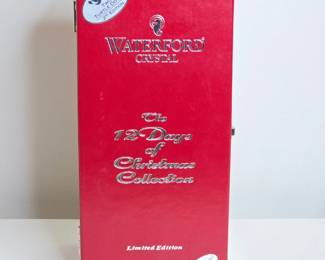 WATERFORD®
CRYSTAL
The
12 Days
of
Christmas
Collection
Limited Edition